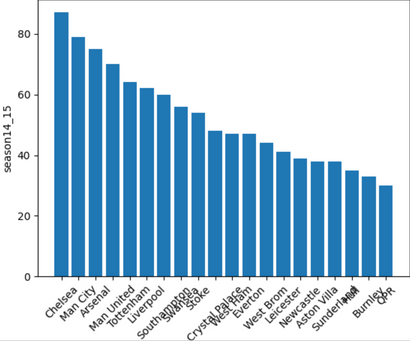 season14_15
80
60
40
20
0
Chelsea
Man City
Arsenal
Man United
Tottenham
Liverpool
Southampton
Swansea
Stoke
Crystal Palace
West Ham
Everton
West Brom
Leicester
Newcastle
Aston Villa
Sunderland
Hull
Burnley
QPR